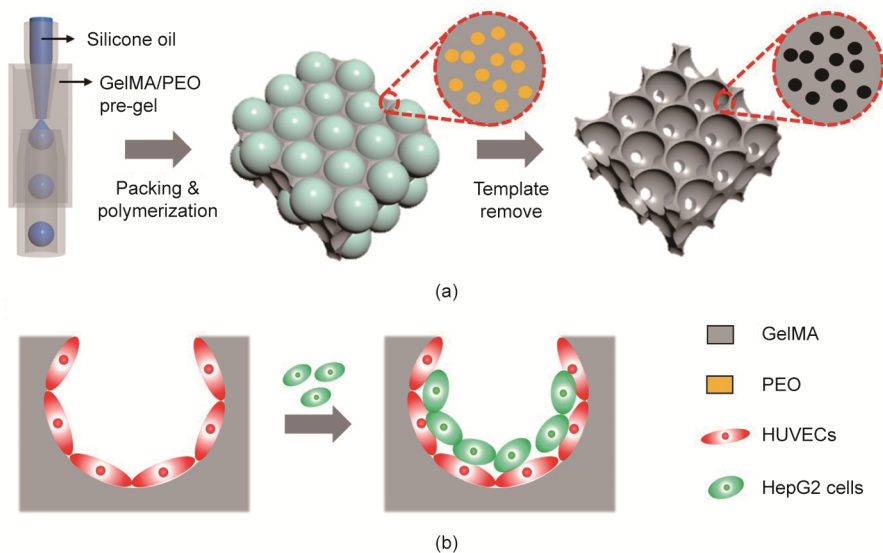 Silicone oil
GelMA/PEO
pre-gel
Packing &
polymerization
Template
remove
(a)
GelMA
PEO
HUVECs
HepG2 cells
(b)